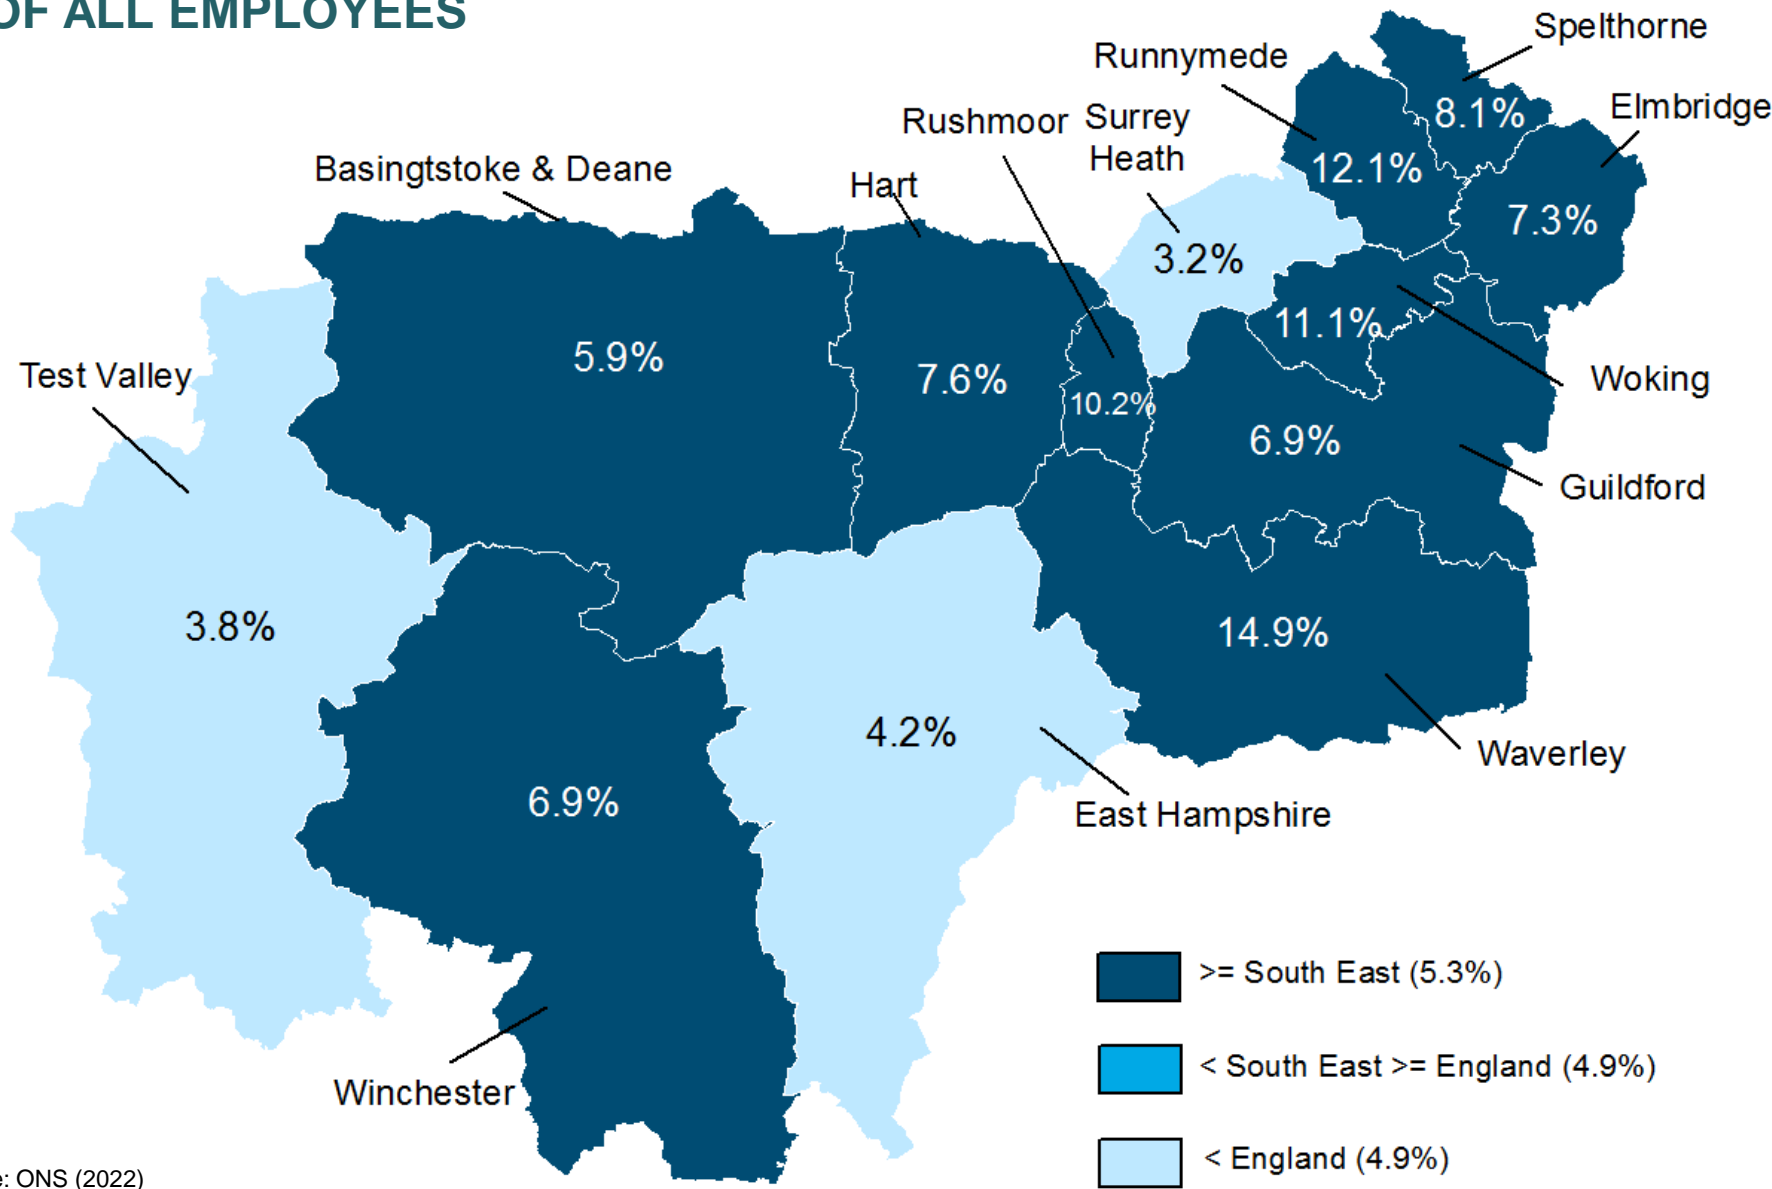 OF ALL EMPLOYEES
Spelthorne
Runnymede
Elmbridge
Rushmoor
Surrey
Heath
Basingtstoke & Deane
Hart
8.1%
12.1%
7.3%
3.2%
11.1%
5.9%
7.6%
10.2%
Test Valley
Woking
6.9%
Guildford
3.8%
14.9%
4.2%
Waverley
6.9%
East Hampshire
Winchester
>= South East (5.3%)
< South East >= England (4.9%)
< England (4.9%)
: ONS (2022)